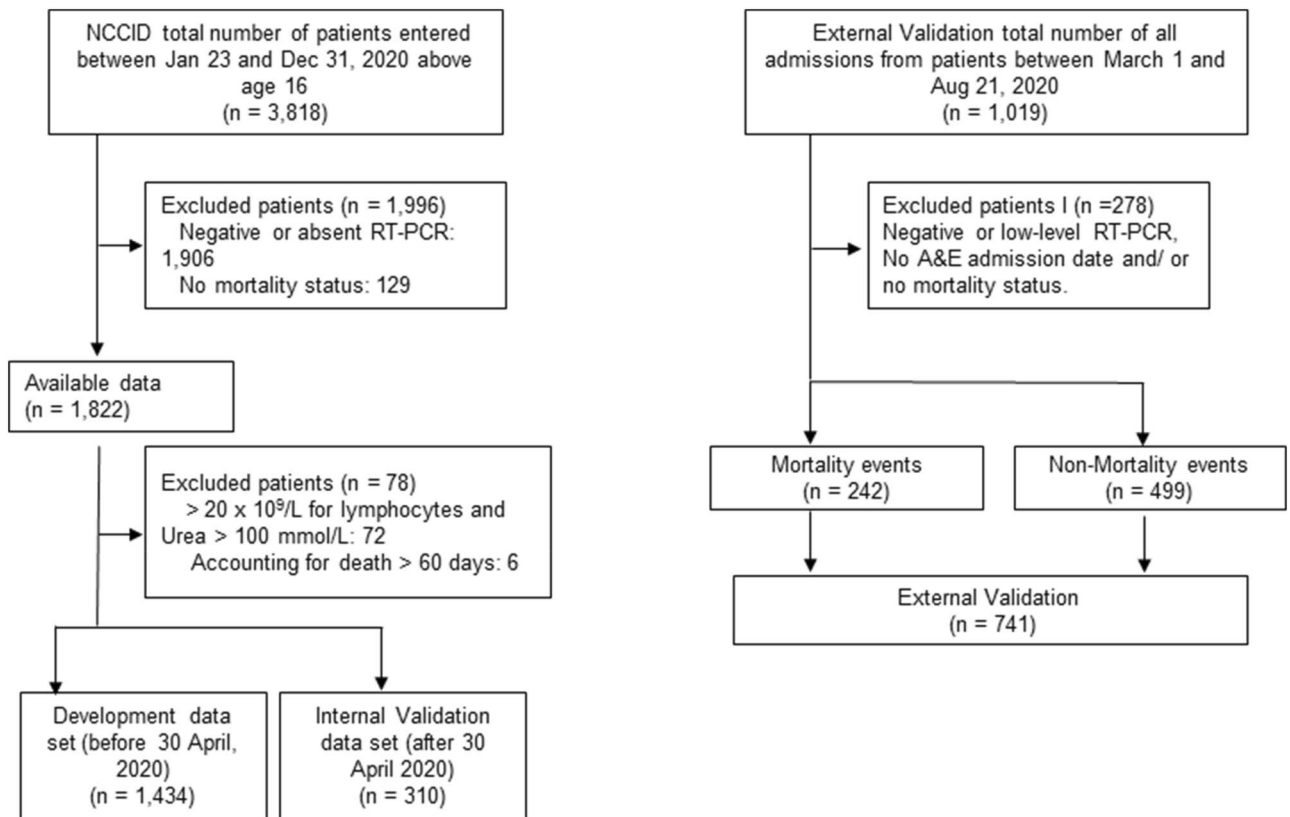 NCCID total number of patients entered
between Jan 23 and Dec 31, 2020 above
age 16
(n = 3,818)
Excluded patients (n = 1,996)
Negative or absent RT-PCR:
1,906
No mortality status: 129
Available data
(n = 1,822)
Excluded patients (n = 78)
> 20 x 10⁹/L for lymphocytes and
Urea > 100 mmol/L: 72
Accounting for death > 60 days: 6
Development data
set (before 30 April,
2020)
(n = 1,434)
Internal Validation
data set (after 30
April 2020)
(n = 310)
External Validation total number of all
admissions from patients between March 1 and
Aug 21, 2020
(n = 1,019)
Excluded patients I (n =278)
Negative or low-level RT-PCR,
No A&E admission date and/ or
no mortality status.
Mortality events
(n = 242)
Non-Mortality events
(n = 499)
External Validation
(n = 741)